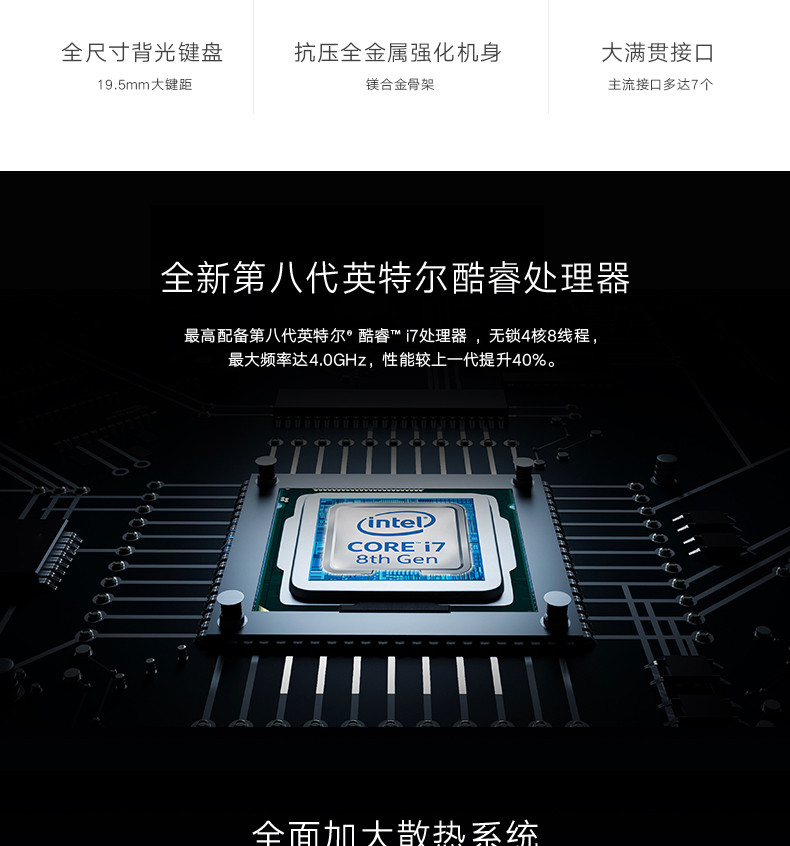 全尺寸背光键盘
19.5mm大键距
抗压全金属强化机身
镁合金骨架
大满贯接口
主流接口多达7个
全新第八代英特尔酷睿处理器
最高配备第八代英特尔® 酷睿™ i7处理器 ，无锁4核8线程，
最大频率达4.0GHz，性能较上一代提升40%。
intel®
CORE™ i7
8th Gen
全面加大散热系统